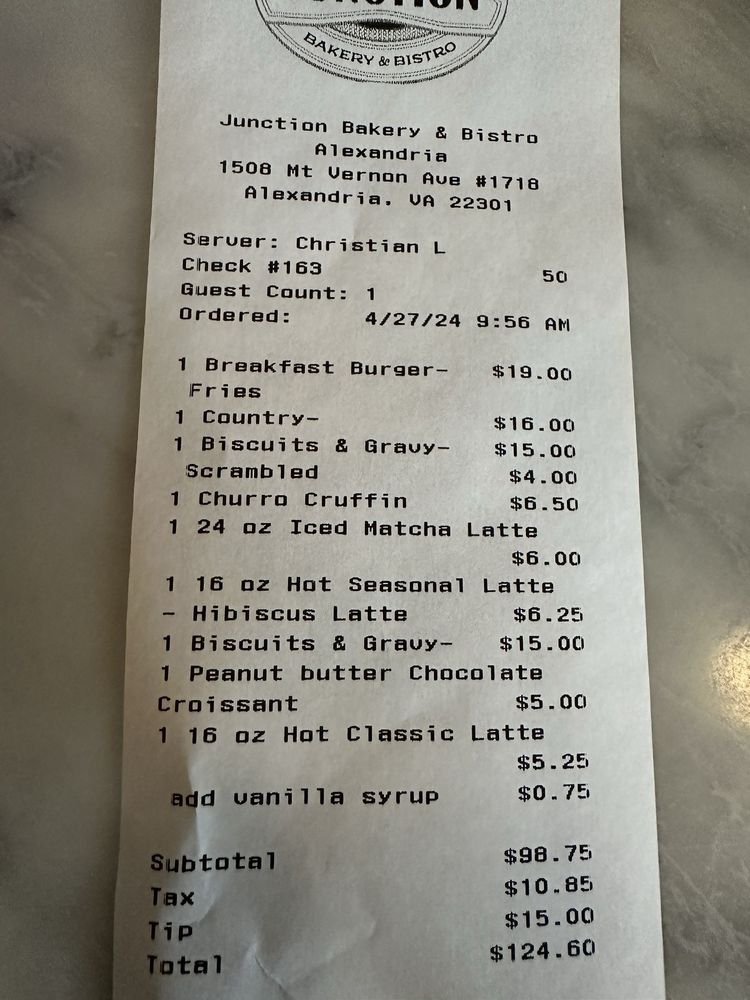 BAKERY & BISTRO
Junction Bakery & Bistro
Alexandria
1508 Mt Vernon Ave #1718
Alexandria, VA 22301
Server: Christian L
Check #163 50
Guest Count: 1
Ordered: 4/27/24 9:56 AM
1 Breakfast Burger- $19.00
Fries
1 Country- $16.00
1 Biscuits & Gravy- $15.00
Scrambled $4.00
1 Churro Cruffin $6.50
1 24 oz Iced Matcha Latte
$6.00
1 16 oz Hot Seasonal Latte
- Hibiscus Latte $6.25
1 Biscuits & Gravy- $15.00
1 Peanut butter Chocolate
Croissant $5.00
1 16 oz Hot Classic Latte
$5.25
add vanilla syrup $0.75
Subtotal $98.75
Tax $10.85
Tip $15.00
Total $124.60